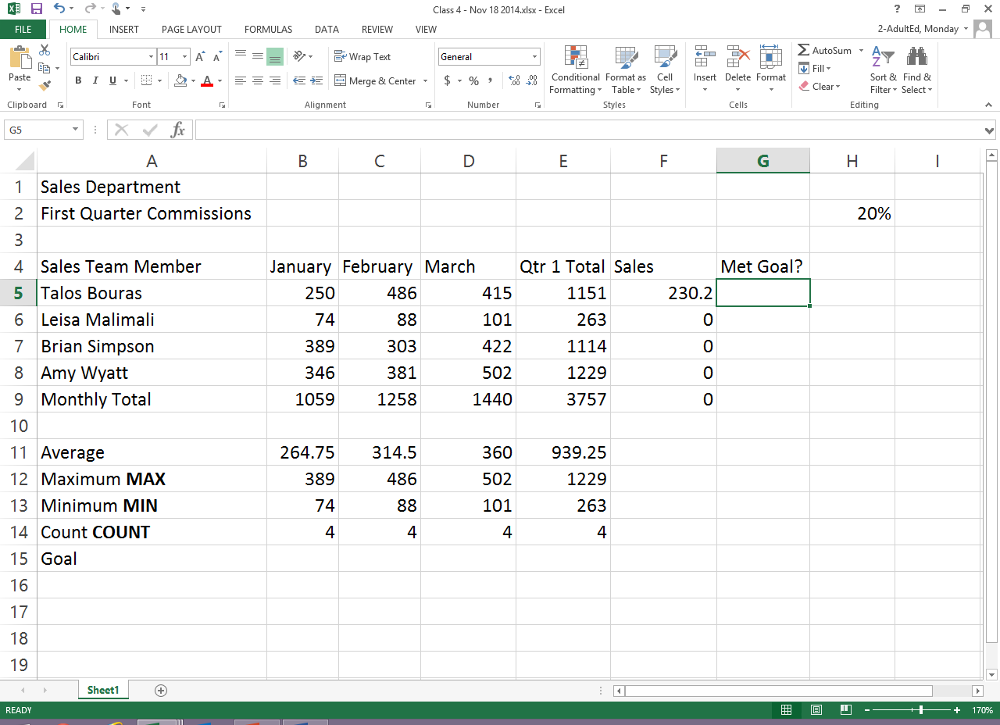 Class 4 - Nov 18 2014.xlsx - Excel
?
FILE HOME INSERT PAGE LAYOUT FORMULAS DATA REVIEW VIEW 2-AdultEd, Monday
Calibri 11 A A Wrap Text General AutoSum
Paste Conditional Format as Cell Insert Delete Format Fill Sort & Find &
B I U A Merge & Center $ % , .00 Formatting Table Styles Clear Filter Select
Clipboard Font Alignment Number Styles Cells Editing
G5 fx
A B C D E F G H I
1 Sales Department
2 First Quarter Commissions 20%
3
4 Sales Team Member January February March Qtr 1 Total Sales Met Goal?
5 Talos Bouras 250 486 415 1151 230.2
6 Leisa Malimali 74 88 101 263 0
7 Brian Simpson 389 303 422 1114 0
8 Amy Wyatt 346 381 502 1229 0
9 Monthly Total 1059 1258 1440 3757 0
10
11 Average 264.75 314.5 360 939.25
12 Maximum MAX 389 486 502 1229
13 Minimum MIN 74 88 101 263
14 Count COUNT 4 4 4 4
15 Goal
16
17
18
19
Sheet1
READY 170%